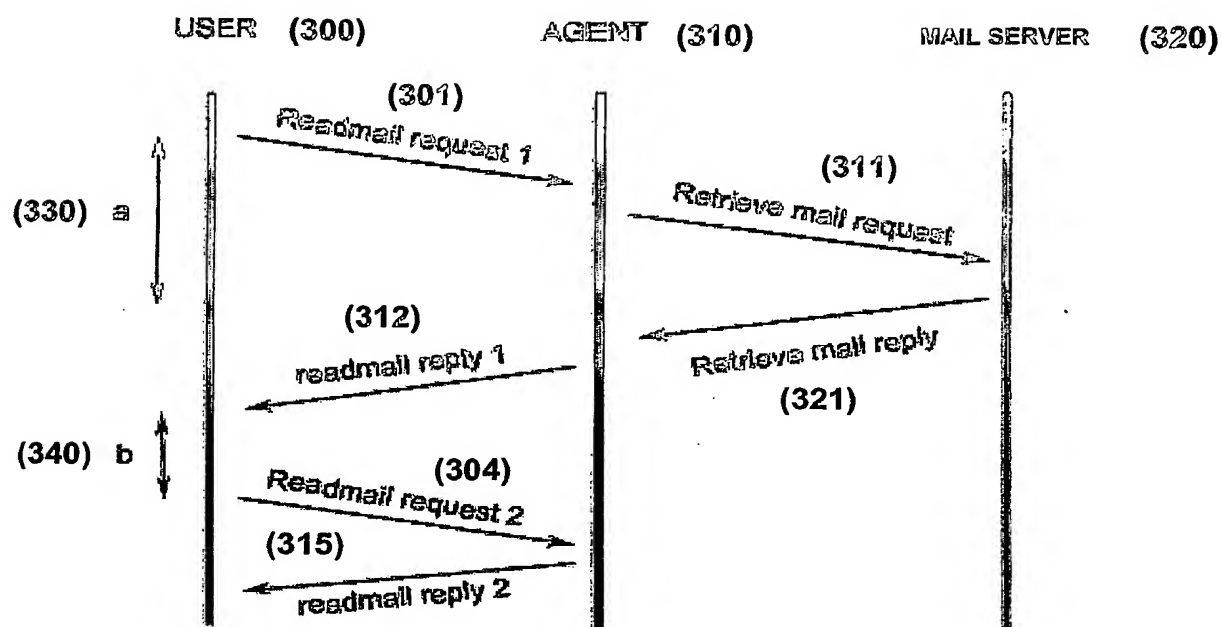 USER (300)
AGENT (310)
MAIL SERVER (320)
(301)
Readmail request 1
(311)
Retrieve mail request
(330) a
(312)
readmail reply 1
Retrieve mail reply
(321)
(340) b
(304)
Readmail request 2
(315)
readmail reply 2